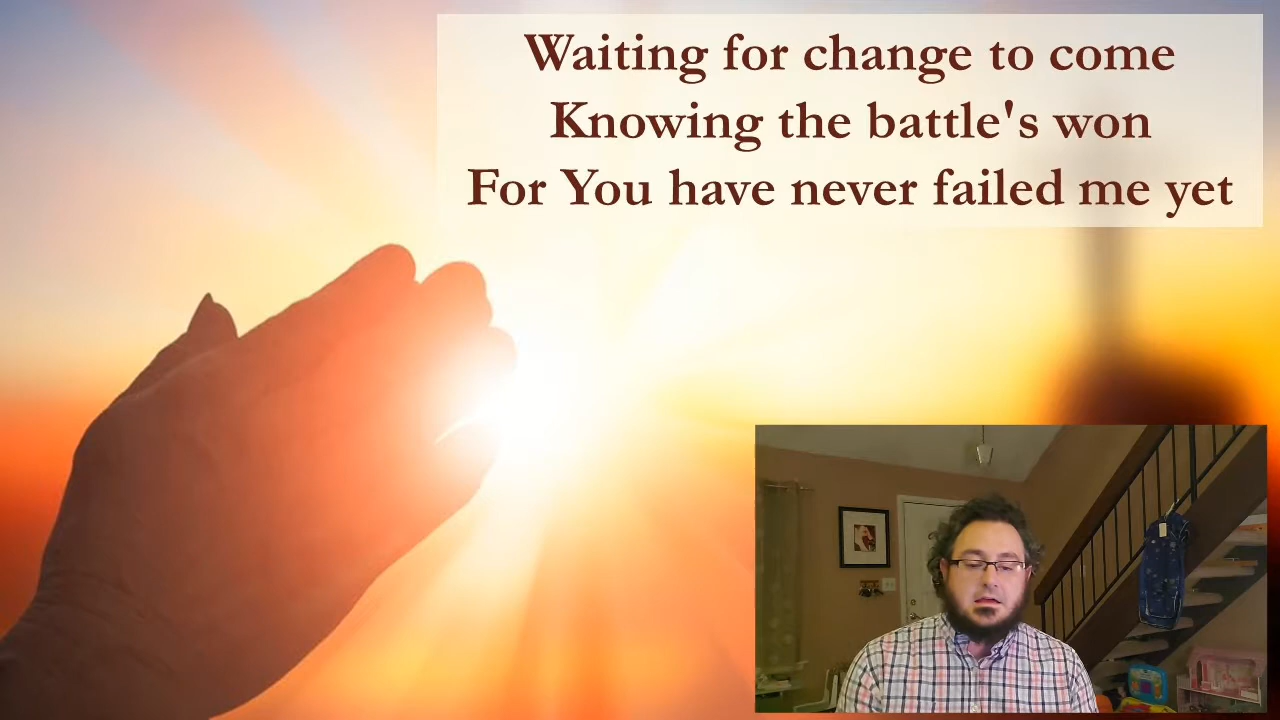 Waiting for change to come
Knowing the battle's won
For You have never failed me yet